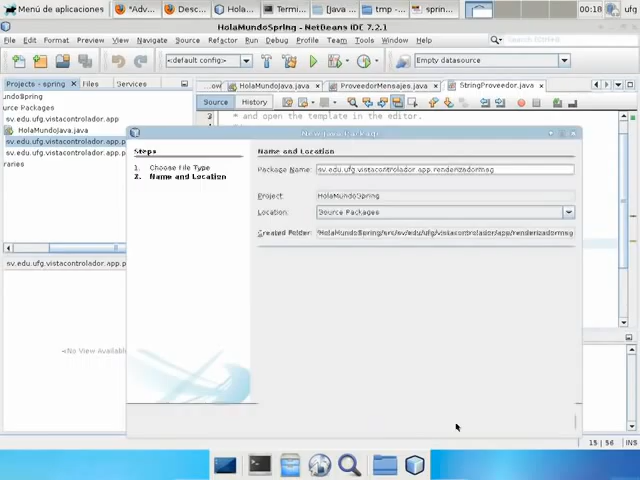 Menú de aplicaciones
"Adv...
Desc...
Hola...
Termi...
[Java ...
tmp - ...
sprin...
00:18
ufg
HolaMundoSpring - NetBeans IDE 7.2.1
File Edit View Navigate Source Refactor Run Debug Profile Team Tools Window Help
Search (Ctrl+I)
<default config>
Empty datasource
Projects - spring
Files
Services
...ow
HolaMundoJava.java
ProveedorMensajes.java
StringProveedor.java
Source
History
undoSpring
urce Packages
sv.edu.ufg.vistacontrolador.app
HolaMundoJava.java
sv.edu.ufg.vistacontrolador.app.p
sv.edu.ufg.vistacontrolador.app
raries
2
* and open the template in the editor.
New Java Package
Steps
1. Choose File Type
2. Name and Location
Name and Location
Package Name: sv.edu.ufg.vistacontrolador.app.renderizadormsg
Project: HolaMundoSpring
Location: Source Packages
Created Folder: 'HolaMundoSpring/src/sv/edu/ufg/vistacontrolador/app/renderizadormsg
sv.edu.ufg.vistacontrolador.app.p
<No View Available
15 | 56
INS